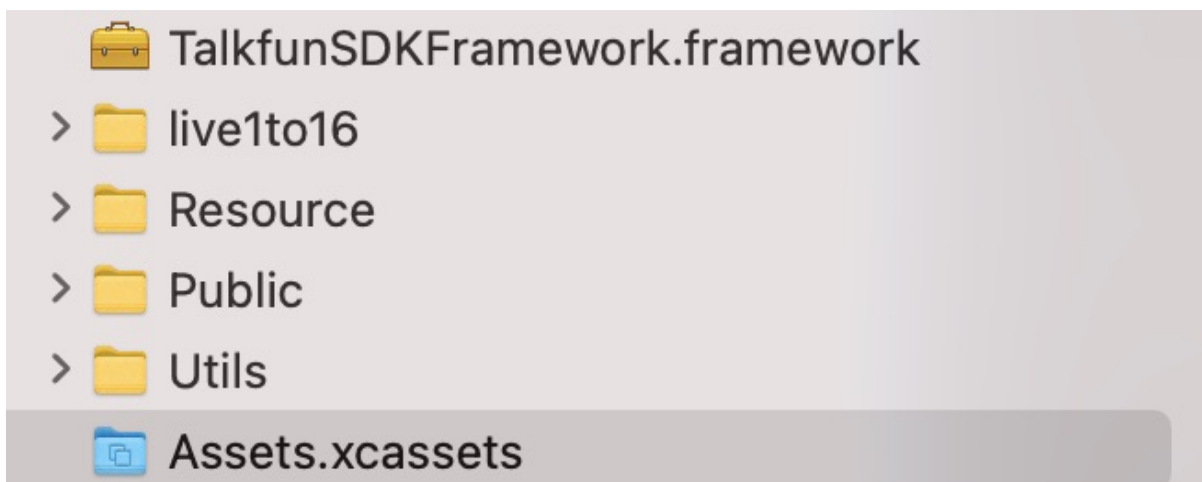 TalkfunSDKFramework.framework
live1to16
Resource
Public
Utils
Assets.xcassets